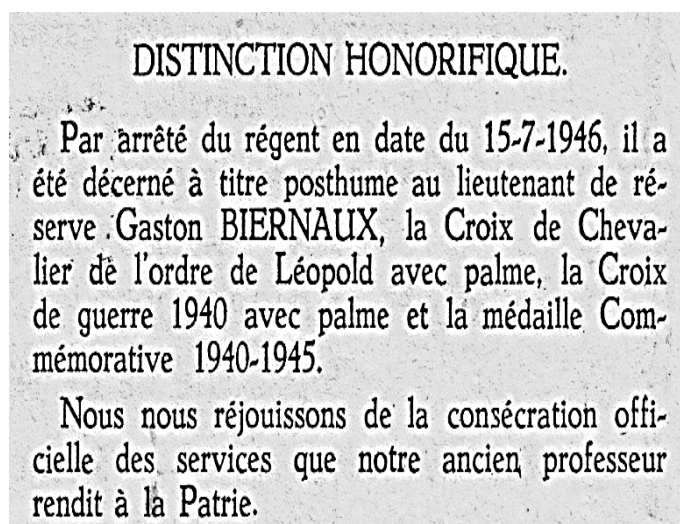 DISTINCTION HONORIFIQUE.
Par arrêté du régent en date du 15-7-1946, il a
été décerné à titre posthume au lieutenant de ré-
serve Gaston BIERNAUX, la Croix de Cheva-
lier de l'ordre de Léopold avec palme, la Croix
de guerre 1940 avec palme et la médaille Com-
mémorative 1940-1945.
Nous nous réjouissons de la consécration offi-
cielle des services que notre ancien professeur
rendit à la Patrie.